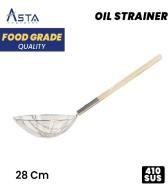 ASTA
OIL STRAINER
FOOD GRADE
QUALITY
28 Cm
410
SUS